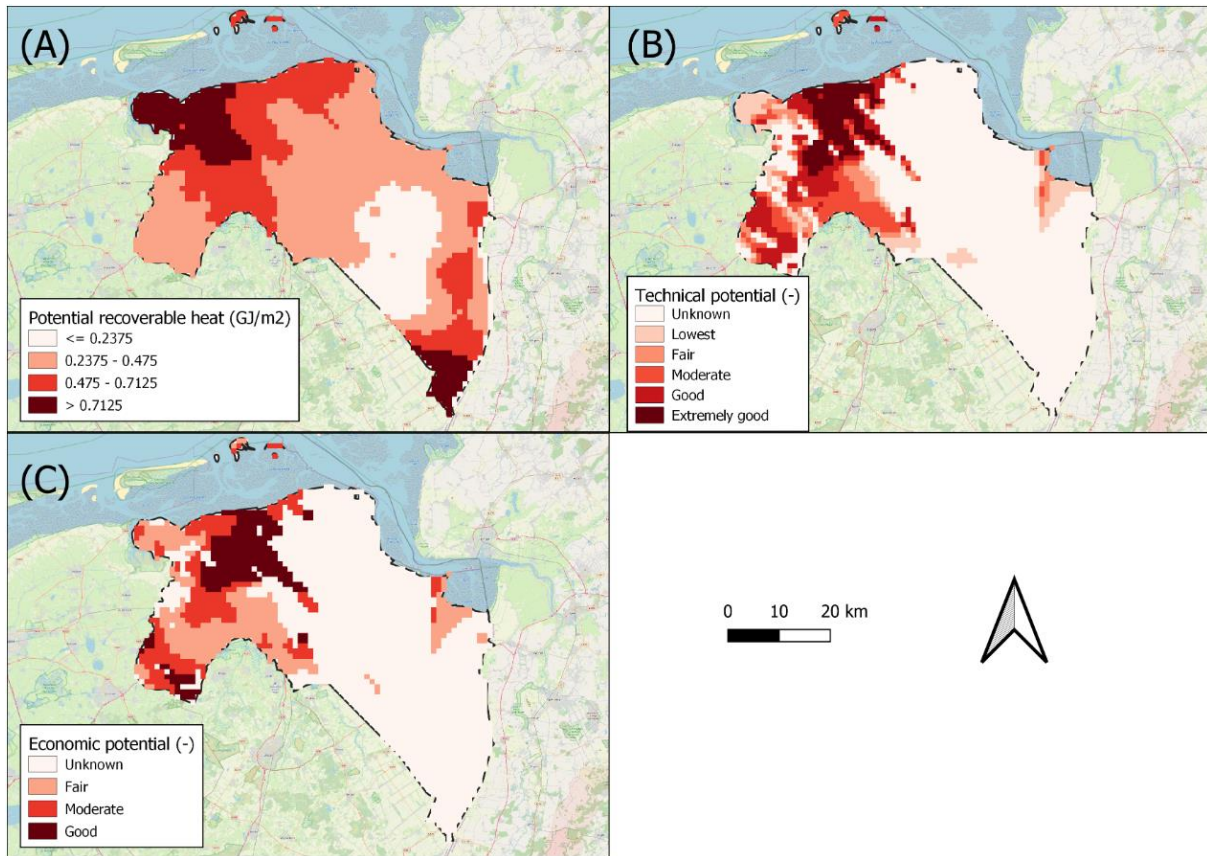 (A)
Potential recoverable heat (GJ/m2)
<= 0.2375
0.2375 - 0.475
0.475 - 0.7125
> 0.7125
(B)
Technical potential (-)
Unknown
Lowest
Fair
Moderate
Good
Extremely good
(C)
Economic potential (-)
Unknown
Fair
Moderate
Good
0 10 20 km